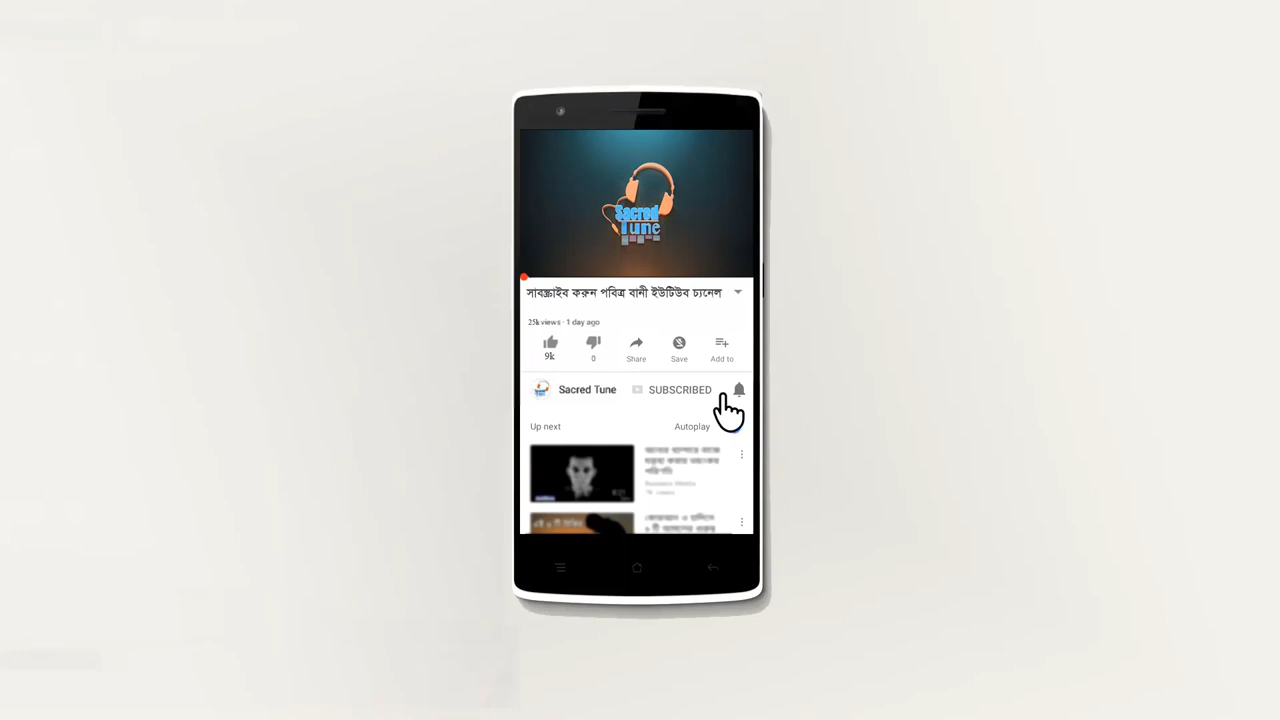 Sacred
Tune
সাবস্ক্রাইব করুন পবিত্র বানী ইউটিউব চ্যনেল
25k views · 1 day ago
9k
0
Share
Save
Add to
Sacred Tune
SUBSCRIBED
Up next
Autoplay